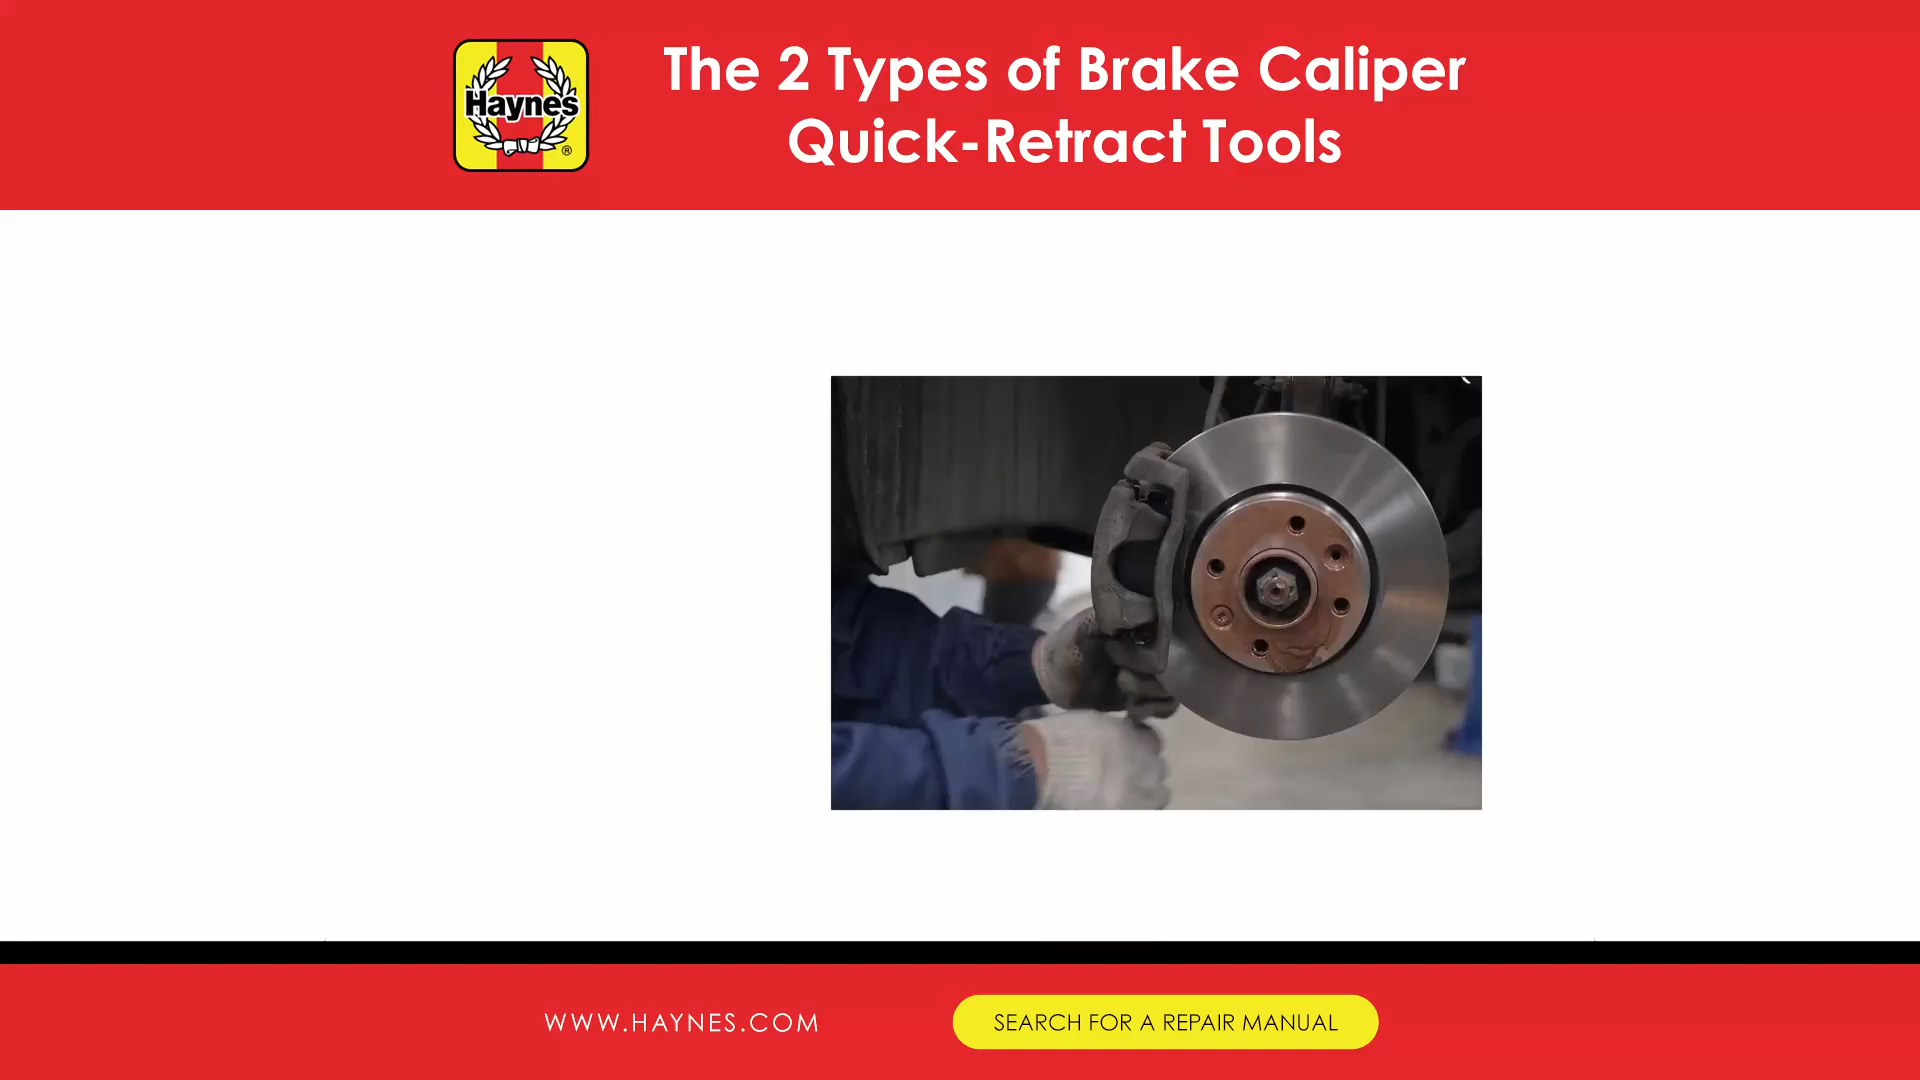 Haynes
®
The 2 Types of Brake Caliper
Quick-Retract Tools
WWW.HAYNES.COM
SEARCH FOR A REPAIR MANUAL